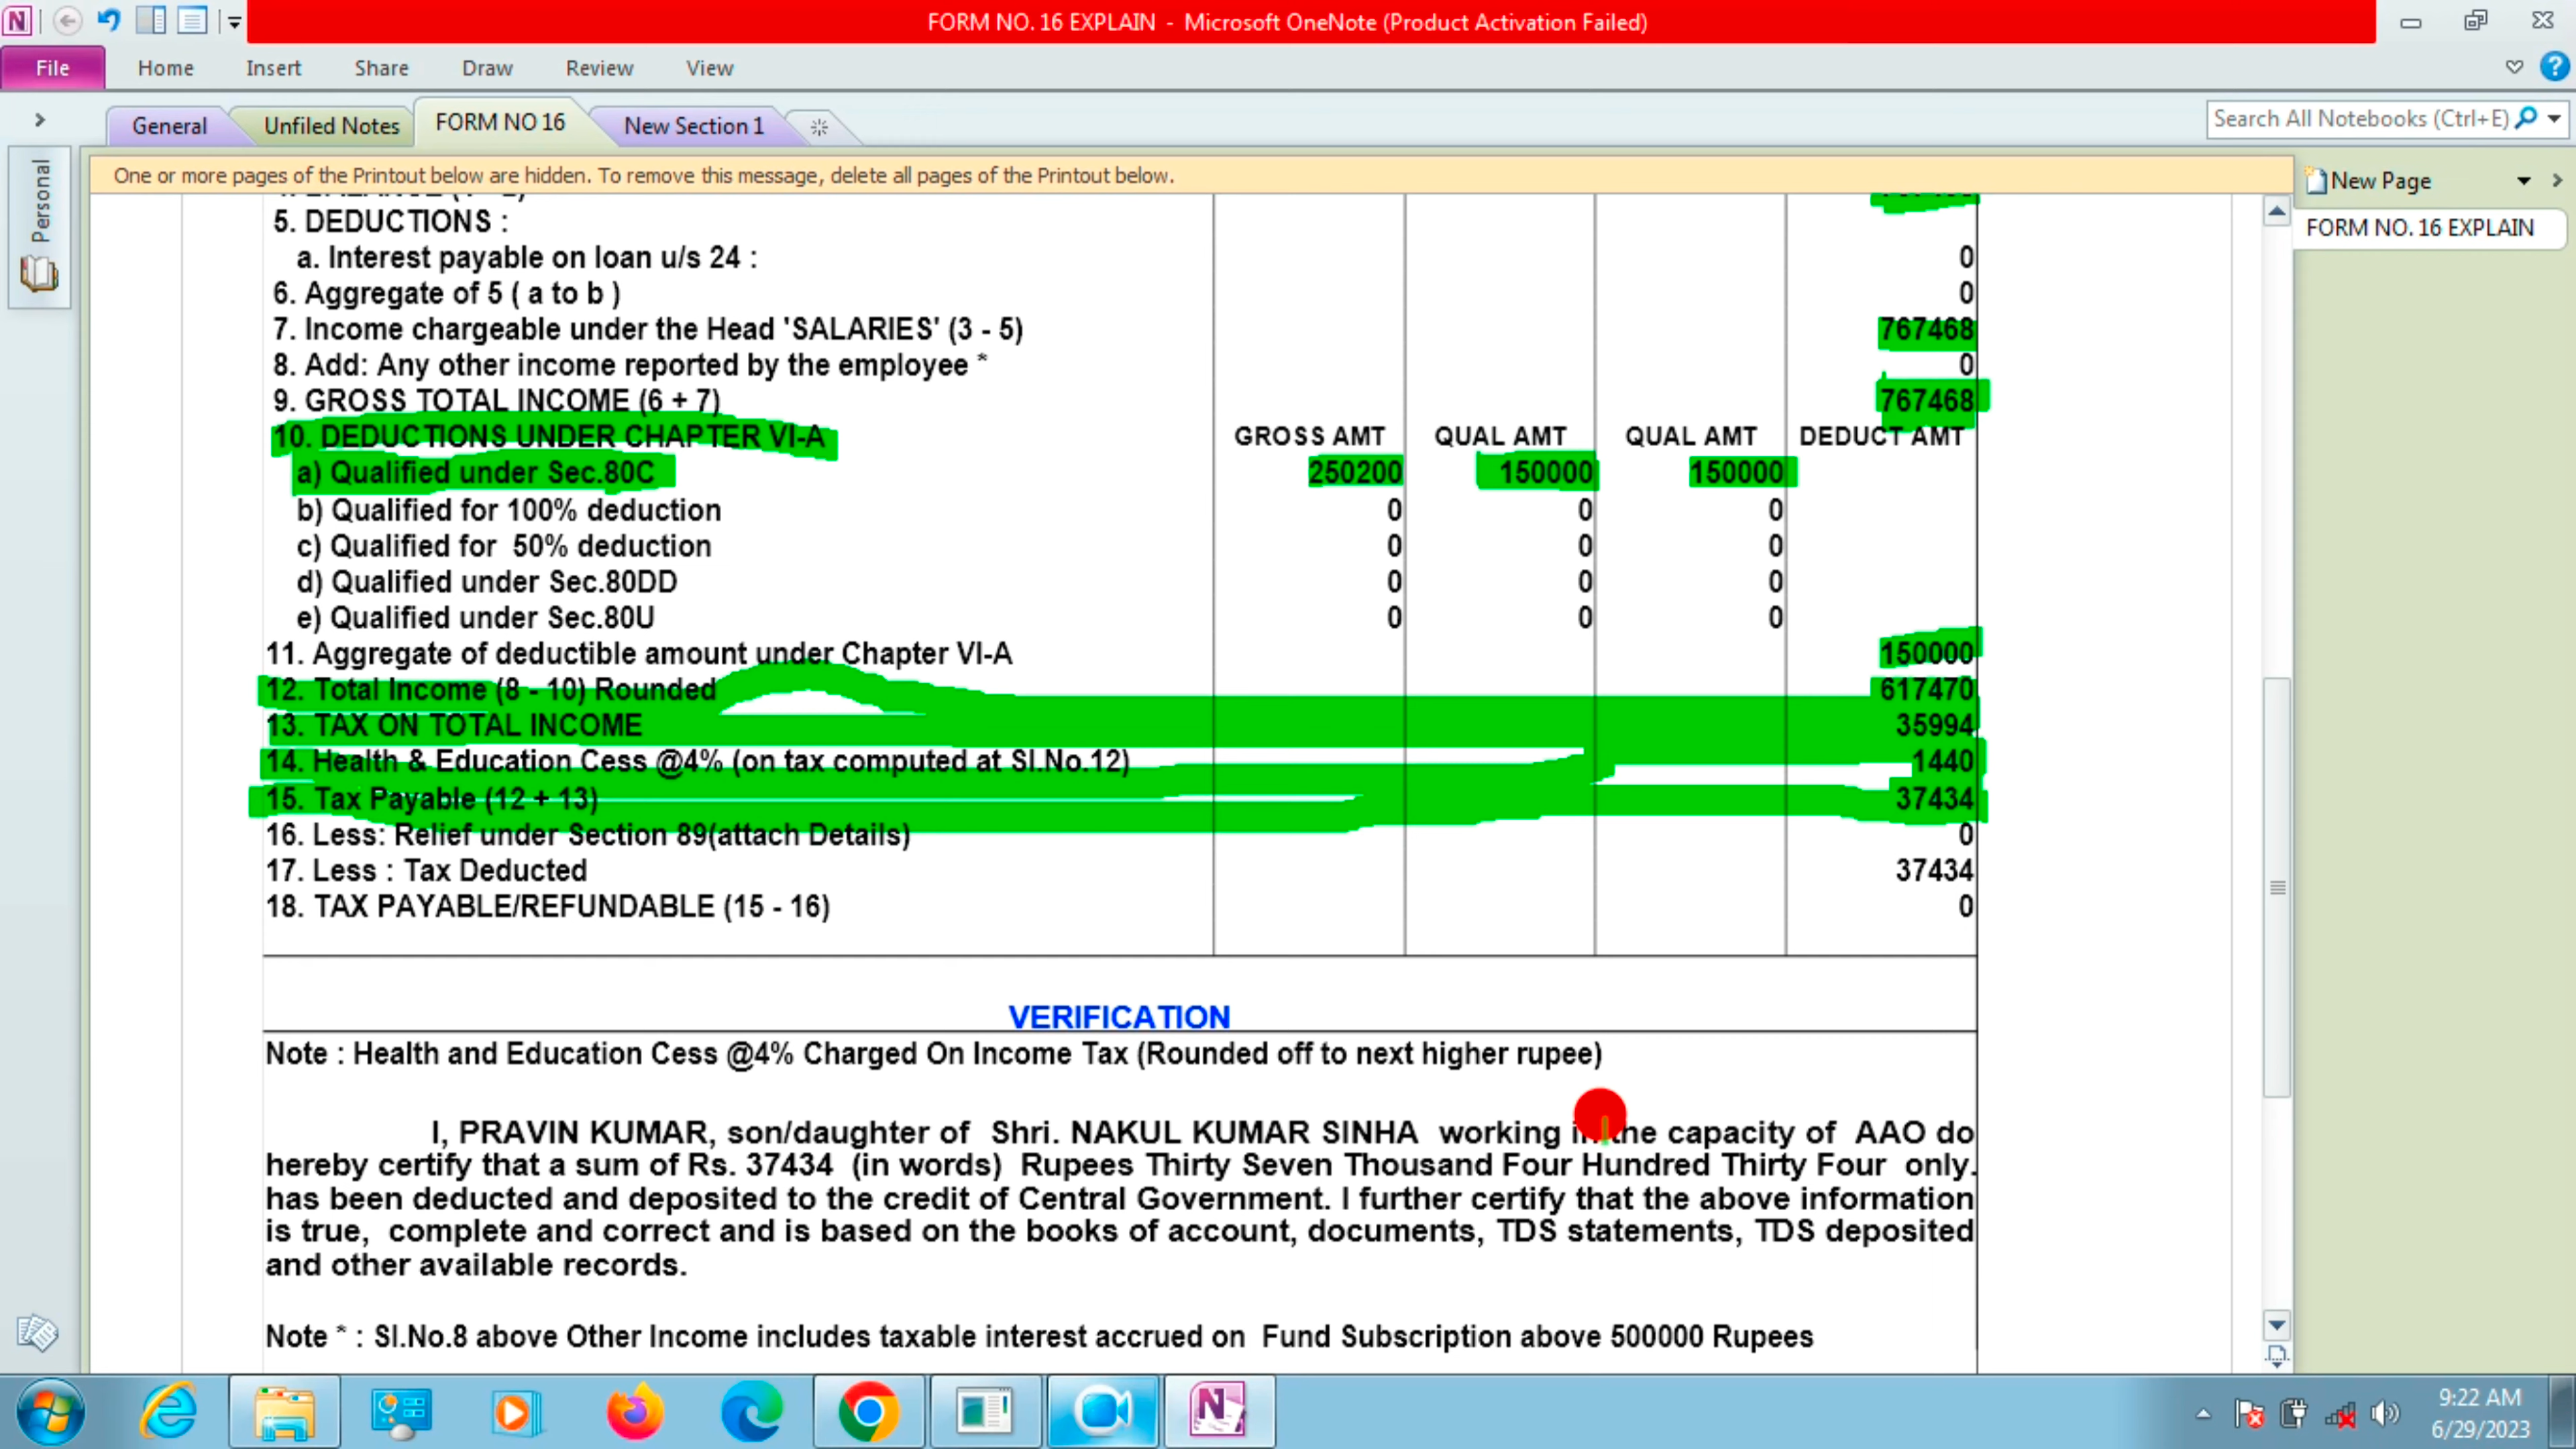 FORM NO. 16 EXPLAIN - Microsoft OneNote (Product Activation Failed)
File Home Insert Share Draw Review View
General Unfiled Notes FORM NO 16 New Section 1
Search All Notebooks (Ctrl+E)
Personal
One or more pages of the Printout below are hidden. To remove this message, delete all pages of the Printout below.
New Page
FORM NO. 16 EXPLAIN
5. DEDUCTIONS :
a. Interest payable on loan u/s 24 : 0
6. Aggregate of 5 ( a to b ) 0
7. Income chargeable under the Head 'SALARIES' (3 - 5) 767468
8. Add: Any other income reported by the employee * 0
9. GROSS TOTAL INCOME (6 + 7) 767468
10. DEDUCTIONS UNDER CHAPTER VI-A GROSS AMT QUAL AMT QUAL AMT DEDUCT AMT
a) Qualified under Sec.80C 250200 150000 150000
b) Qualified for 100% deduction 0 0 0
c) Qualified for 50% deduction 0 0 0
d) Qualified under Sec.80DD 0 0 0
e) Qualified under Sec.80U 0 0 0
11. Aggregate of deductible amount under Chapter VI-A 150000
12. Total Income (8 - 10) Rounded 617470
13. TAX ON TOTAL INCOME 35994
14. Health & Education Cess @4% (on tax computed at Sl.No.12) 1440
15. Tax Payable (12 + 13) 37434
16. Less: Relief under Section 89(attach Details) 0
17. Less : Tax Deducted 37434
18. TAX PAYABLE/REFUNDABLE (15 - 16) 0
VERIFICATION
Note : Health and Education Cess @4% Charged On Income Tax (Rounded off to next higher rupee)
I, PRAVIN KUMAR, son/daughter of Shri. NAKUL KUMAR SINHA working in the capacity of AAO do
hereby certify that a sum of Rs. 37434 (in words) Rupees Thirty Seven Thousand Four Hundred Thirty Four only.
has been deducted and deposited to the credit of Central Government. I further certify that the above information
is true, complete and correct and is based on the books of account, documents, TDS statements, TDS deposited
and other available records.
Note * : Sl.No.8 above Other Income includes taxable interest accrued on Fund Subscription above 500000 Rupees
9:22 AM
6/29/2023